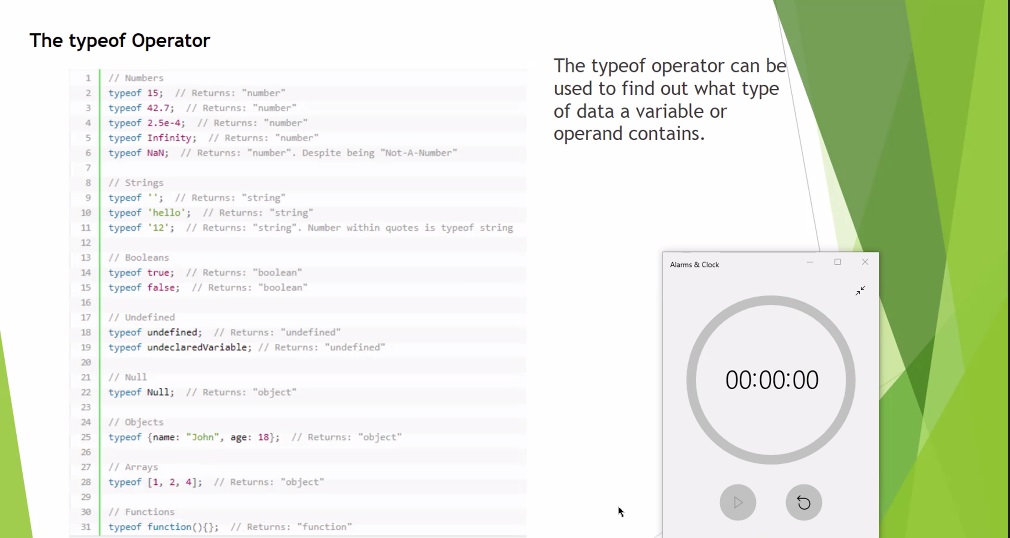 The typeof Operator
1 // Numbers
2 typeof 15; // Returns: "number"
3 typeof 42.7; // Returns: "number"
4 typeof 2.5e-4; // Returns: "number"
5 typeof Infinity; // Returns: "number"
6 typeof NaN; // Returns: "number". Despite being "Not-A-Number"
7
8 // Strings
9 typeof ''; // Returns: "string"
10 typeof 'hello'; // Returns: "string"
11 typeof '12'; // Returns: "string". Number within quotes is typeof string
12
13 // Booleans
14 typeof true; // Returns: "boolean"
15 typeof false; // Returns: "boolean"
16
17 // Undefined
18 typeof undefined; // Returns: "undefined"
19 typeof undeclaredVariable; // Returns: "undefined"
20
21 // Null
22 typeof Null; // Returns: "object"
23
24 // Objects
25 typeof {name: "John", age: 18}; // Returns: "object"
26
27 // Arrays
28 typeof [1, 2, 4]; // Returns: "object"
29
30 // Functions
31 typeof function(){}; // Returns: "function"
The typeof operator can be
used to find out what type
of data a variable or
operand contains.
Alarms & Clock
00:00:00